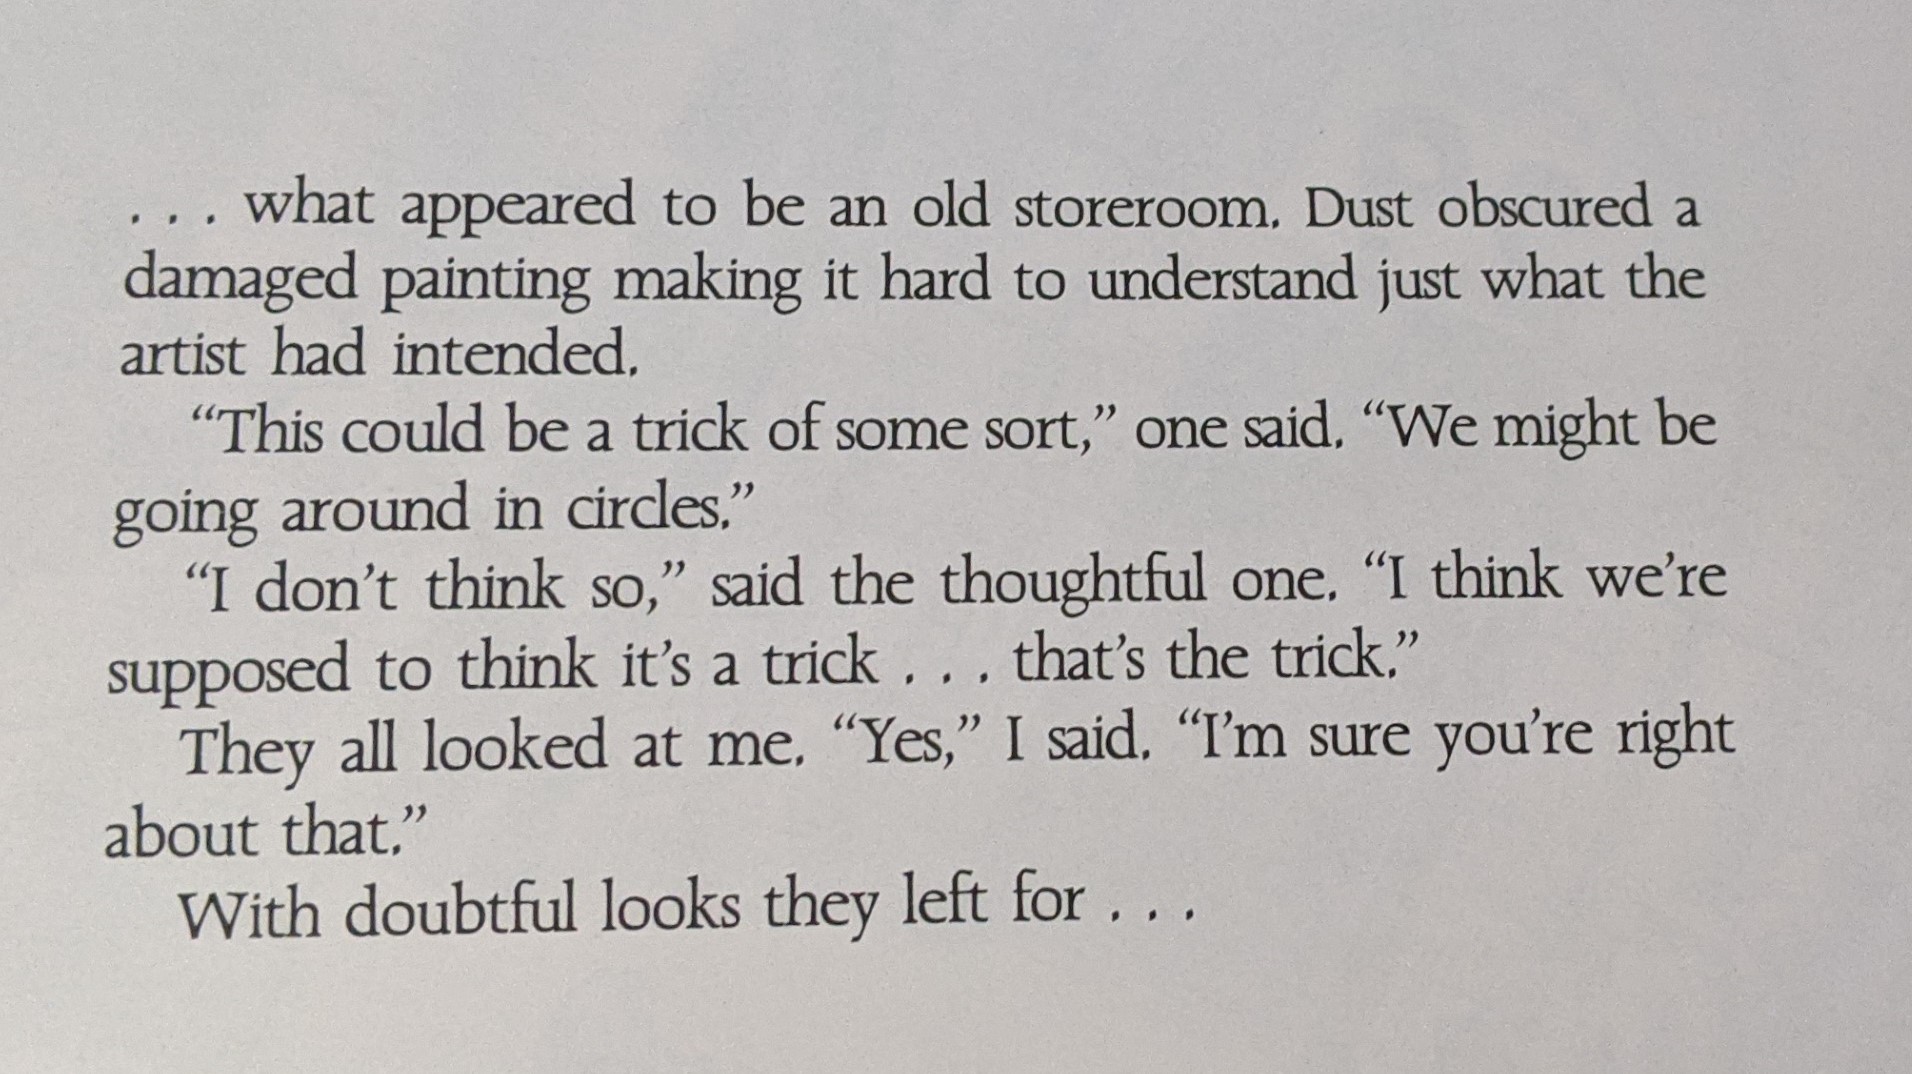 . . . what appeared to be an old storeroom. Dust obscured a
damaged painting making it hard to understand just what the
artist had intended.
“This could be a trick of some sort,” one said. “We might be
going around in circles.”
“I don’t think so,” said the thoughtful one. “I think we’re
supposed to think it’s a trick . . . that’s the trick.”
They all looked at me. “Yes,” I said. “I’m sure you’re right
about that.”
With doubtful looks they left for . . .